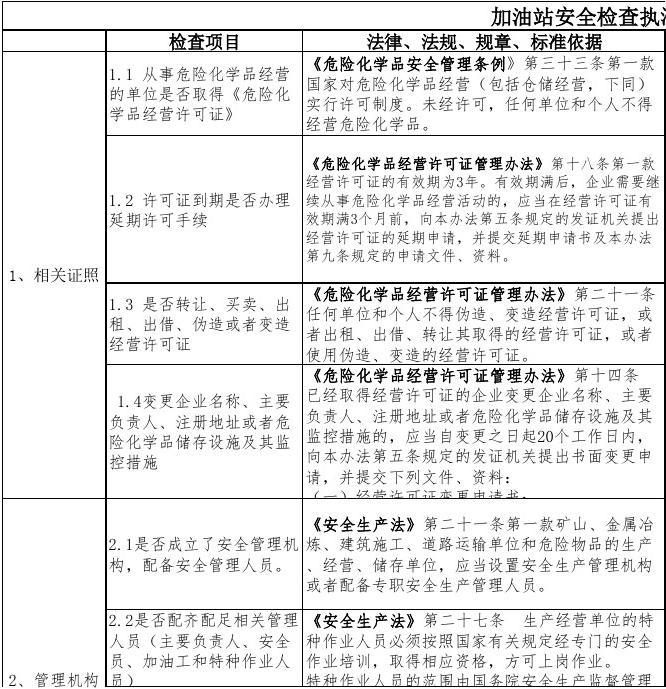 加油站安全检查执
检查项目
法律、法规、规章、标准依据
1、相关证照
1.1 从事危险化学品经营
的单位是否取得《危险化
学品经营许可证》
《危险化学品安全管理条例》第三十三条第一款
国家对危险化学品经营（包括仓储经营，下同）
实行许可制度。未经许可，任何单位和个人不得
经营危险化学品。
1.2 许可证到期是否办理
延期许可手续
《危险化学品经营许可证管理办法》第十八条第一款
经营许可证的有效期为3年。有效期满后，企业需要继
续从事危险化学品经营活动的，应当在经营许可证有
效期满3个月前，向本办法第五条规定的发证机关提出
经营许可证的延期申请，并提交延期申请书及本办法
第九条规定的申请文件、资料。
1.3 是否转让、买卖、出
租、出借、伪造或者变造
经营许可证
《危险化学品经营许可证管理办法》第二十一条
任何单位和个人不得伪造、变造经营许可证，或
者出租、出借、转让其取得的经营许可证，或者
使用伪造、变造的经营许可证。
1.4变更企业名称、主要
负责人、注册地址或者危
险化学品储存设施及其监
控措施
《危险化学品经营许可证管理办法》第十四条
已经取得经营许可证的企业变更企业名称、主要
负责人、注册地址或者危险化学品储存设施及其
监控措施的，应当自变更之日起20个工作日内，
向本办法第五条规定的发证机关提出书面变更申
请，并提交下列文件、资料：
（一）经营许可证变更申请书；
2、管理机构
2.1是否成立了安全管理机
构，配备安全管理人员。
《安全生产法》第二十一条第一款矿山、金属冶
炼、建筑施工、道路运输单位和危险物品的生产
、经营、储存单位，应当设置安全生产管理机构
或者配备专职安全生产管理人员。
2.2是否配齐配足相关管理
人员（主要负责人、安全
员、加油工和特种作业人
员）
《安全生产法》第二十七条 生产经营单位的特
种作业人员必须按照国家有关规定经专门的安全
作业培训，取得相应资格，方可上岗作业。
特种作业人员的范围由国务院安全生产监督管理